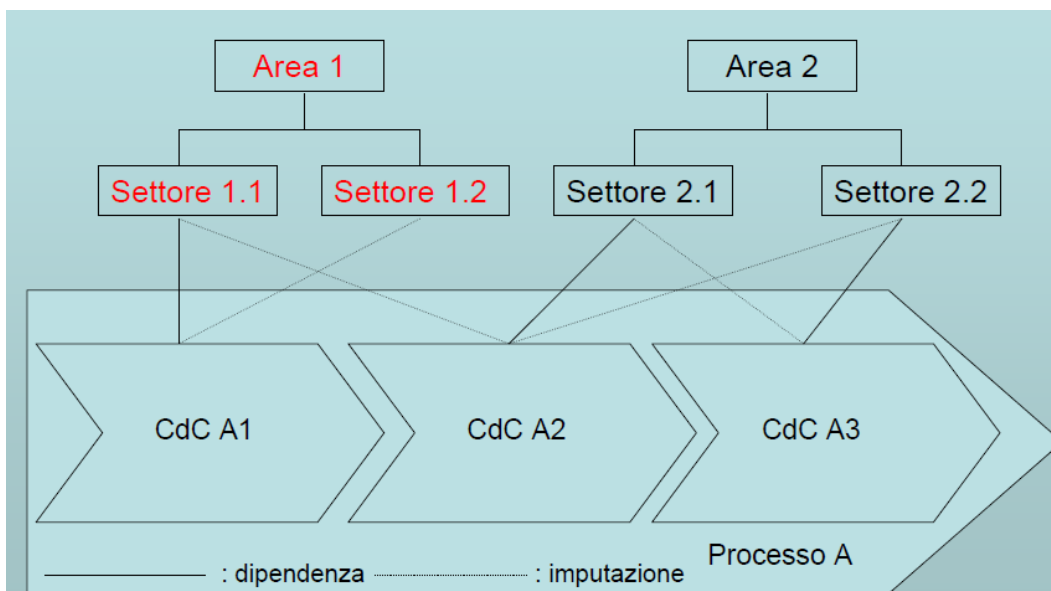 Area 1
Area 2
Settore 1.1
Settore 1.2
Settore 2.1
Settore 2.2
CdC A1
CdC A2
CdC A3
Processo A
: dipendenza
: imputazione